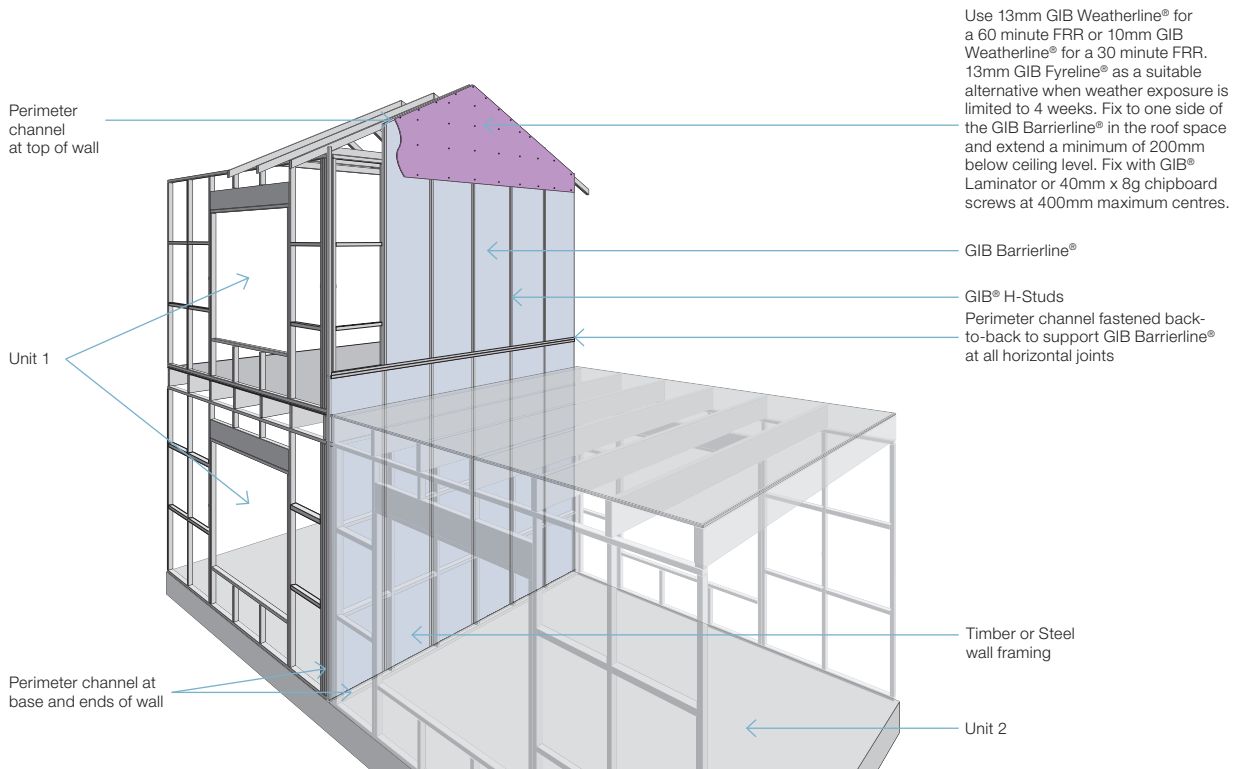 Use 13mm GIB Weatherline® for
a 60 minute FRR or 10mm GIB
Weatherline® for a 30 minute FRR.
13mm GIB Fyreline® as a suitable
alternative when weather exposure is
limited to 4 weeks. Fix to one side of
the GIB Barrierline® in the roof space
and extend a minimum of 200mm
below ceiling level. Fix with GIB®
Laminator or 40mm x 8g chipboard
screws at 400mm maximum centres.
Perimeter
channel
at top of wall
GIB Barrierline®
GIB® H-Studs
Perimeter channel fastened back-
to-back to support GIB Barrierline®
at all horizontal joints
Unit 1
Timber or Steel
wall framing
Perimeter channel at
base and ends of wall
Unit 2